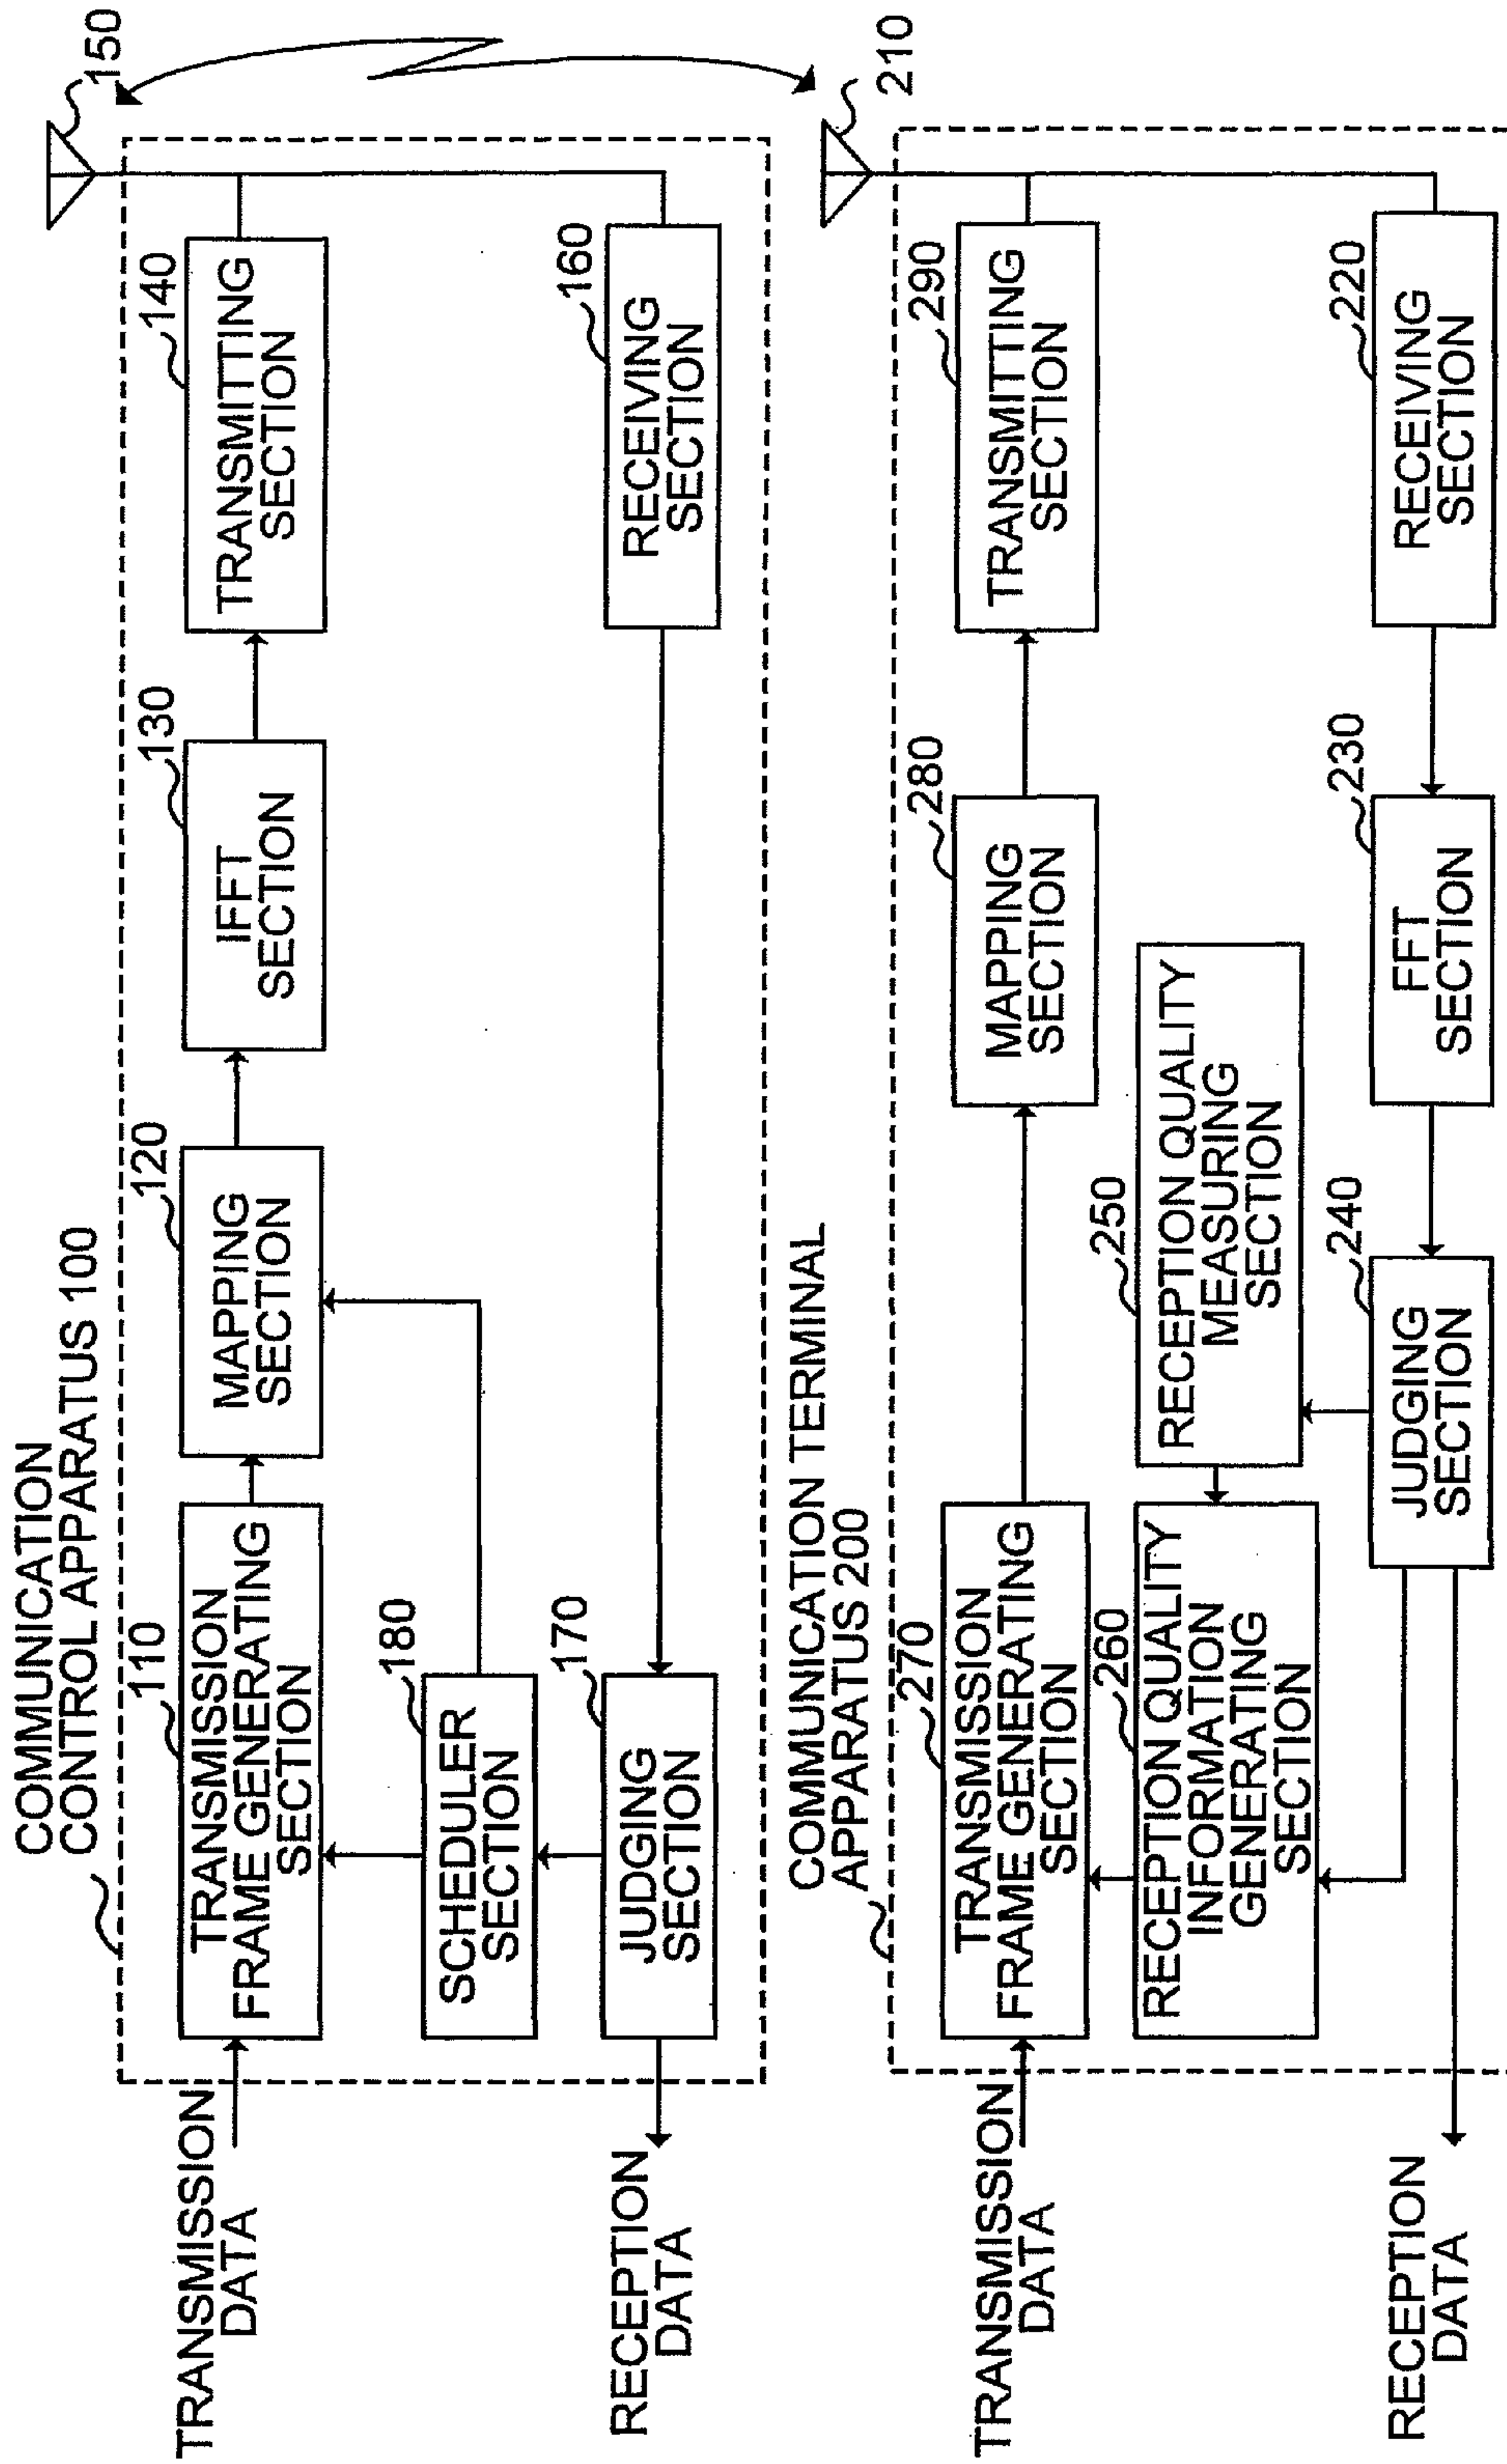 COMMUNICATION
CONTROL APPARATUS 100
150
TRANSMISSION
DATA
110
TRANSMISSION
FRAME GENERATING
SECTION
120
MAPPING
SECTION
130
IFFT
SECTION
140
TRANSMITTING
SECTION
180
SCHEDULER
SECTION
160
RECEIVING
SECTION
170
JUDGING
SECTION
RECEPTION
DATA
COMMUNICATION TERMINAL
APPARATUS 200
210
TRANSMISSION
DATA
270
TRANSMISSION
FRAME GENERATING
SECTION
280
MAPPING
SECTION
290
TRANSMITTING
SECTION
260
RECEPTION QUALITY
INFORMATION
GENERATING
SECTION
250
RECEPTION QUALITY
MEASURING
SECTION
240
JUDGING
SECTION
230
FFT
SECTION
220
RECEIVING
SECTION
RECEPTION
DATA